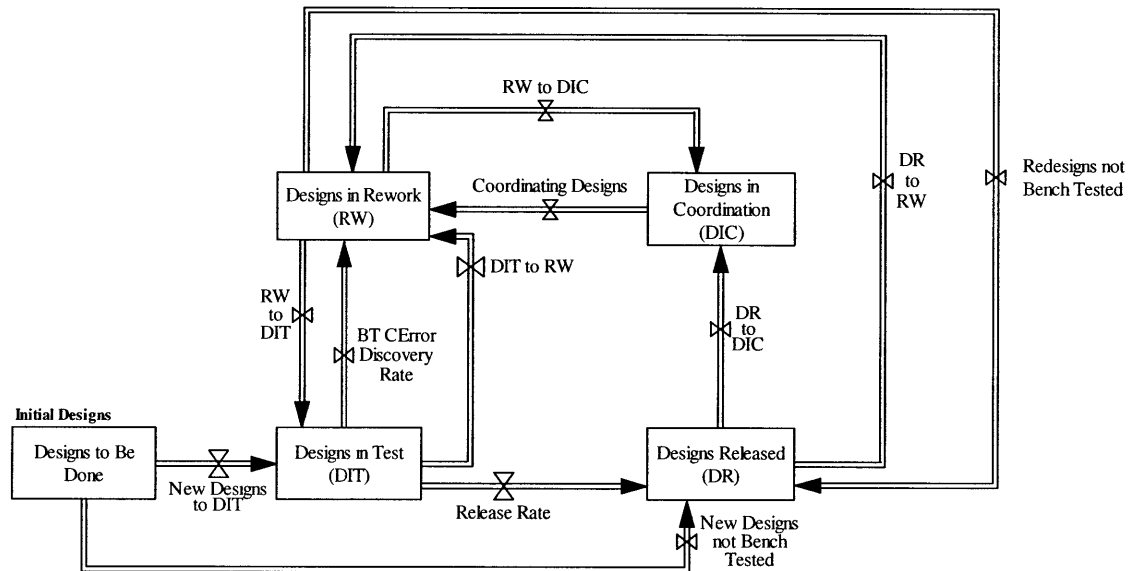 RW to DIC
Designs in Rework
(RW)
Coordinating Designs
Designs in
Coordination
(DIC)
DR
to
RW
Redesigns not
Bench Tested
DIT to RW
RW
to
DIT
BT CError
Discovery
Rate
DR
to
DIC
Initial Designs
Designs to Be
Done
New Designs
to DIT
Designs in Test
(DIT)
Release Rate
Designs Released
(DR)
New Designs
not Bench
Tested